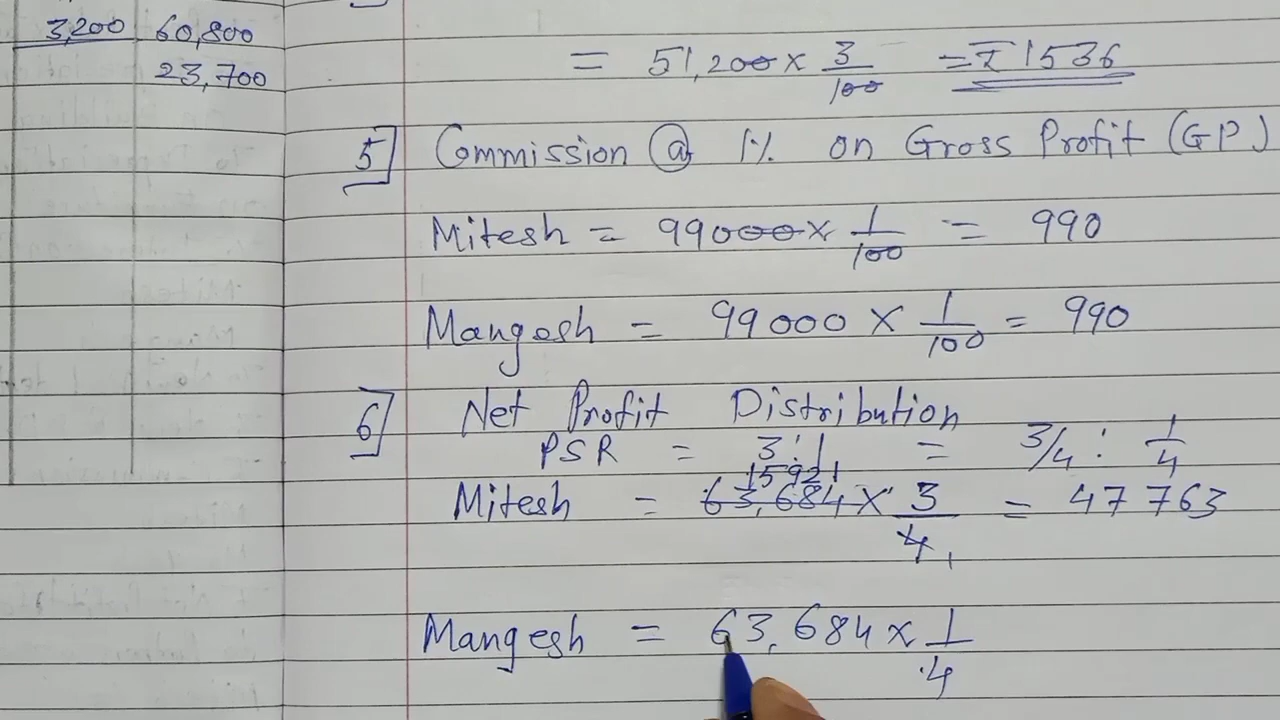 3,200 60,800
23,700
= 51,200 × 3/100 = ₹1536
5] Commission @ 1% on Gross Profit (GP)
Mitesh = 99000 × 1/100 = 990
Mangesh = 99000 × 1/100 = 990
6] Net Profit Distribution
PSR = 3:1 = 3/4 : 1/4
15921
Mitesh = 63,684 × 3/4 1 = 47763
Mangesh = 63,684 × 1/4